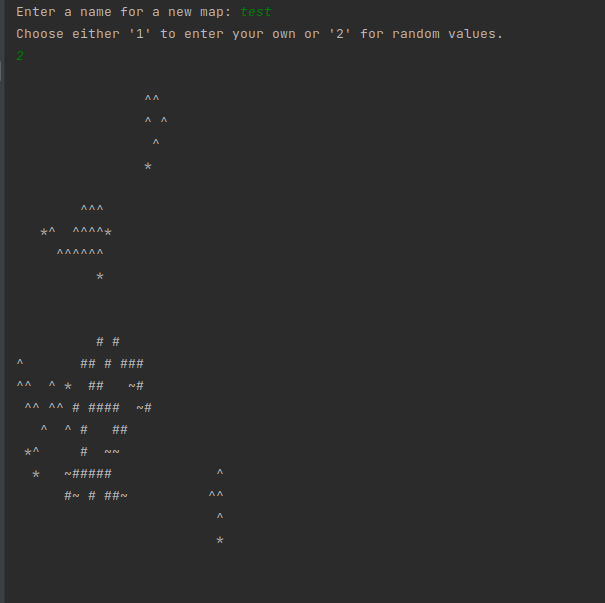 Enter a name for a new map: test
Choose either '1' to enter your own or '2' for random values.
2

                ^^
                ^ ^
                 ^
                *

        ^^^
   *^  ^^^^*
     ^^^^^^
          *


          # #
^       ## # ###
^^  ^ *  ##   ~#
 ^^ ^^ # ####  ~#
   ^  ^ #   ##
 *^     #  ~~
  *   ~#####             ^
      #~ # ##~          ^^
                         ^
                         *